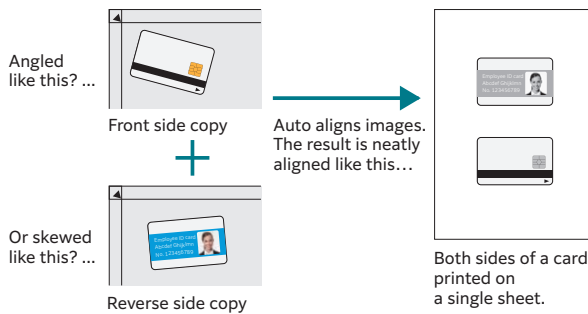 Angled
like this? ...
Front side copy
Or skewed
like this? ...
Employee ID card
No. 123456789
Reverse side copy
Auto aligns images.
The result is neatly
aligned like this...
Employee ID card
No. 123456789
Both sides of a card
printed on
a single sheet.